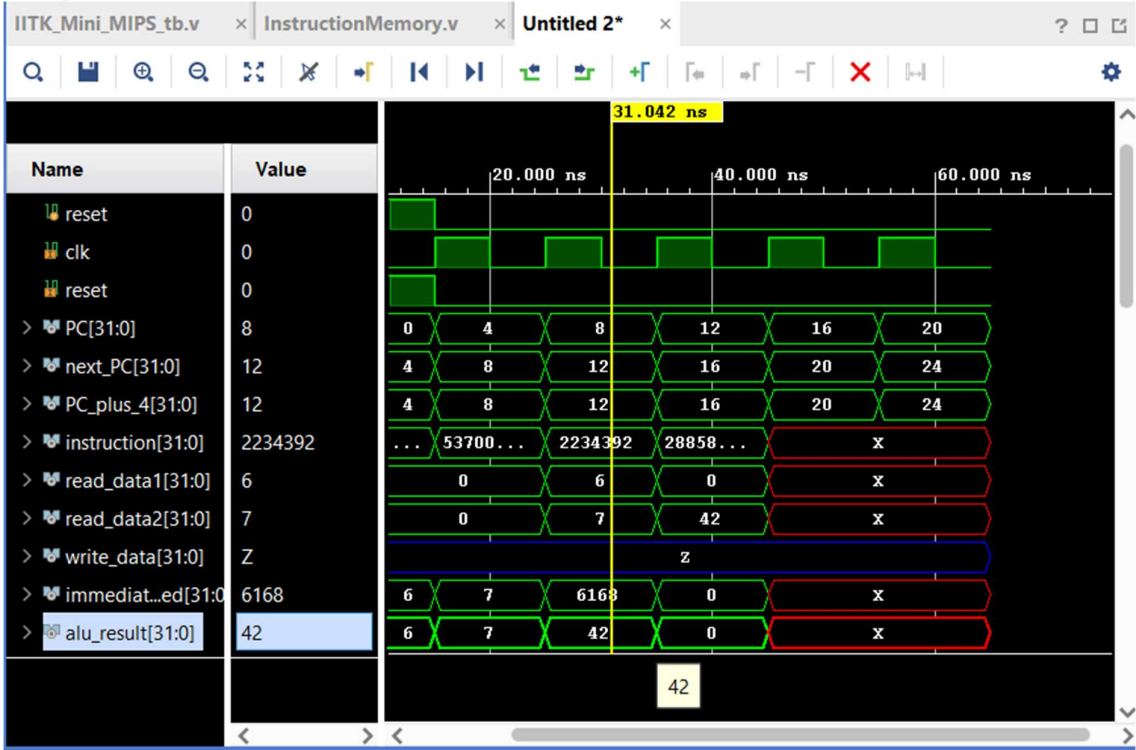 IITK_Mini_MIPS_tb.v × InstructionMemory.v × Untitled 2* ×
31.042 ns
Name Value 20.000 ns 40.000 ns 60.000 ns
reset 0
clk 0
reset 0
PC[31:0] 8 0 4 8 12 16 20
next_PC[31:0] 12 4 8 12 16 20 24
PC_plus_4[31:0] 12 4 8 12 16 20 24
instruction[31:0] 2234392 ... 53700... 2234392 28858... X
read_data1[31:0] 6 0 6 0 X
read_data2[31:0] 7 0 7 42 X
write_data[31:0] Z Z
immediat...ed[31:0 6168 6 7 6168 0 X
alu_result[31:0] 42 6 7 42 0 X
42